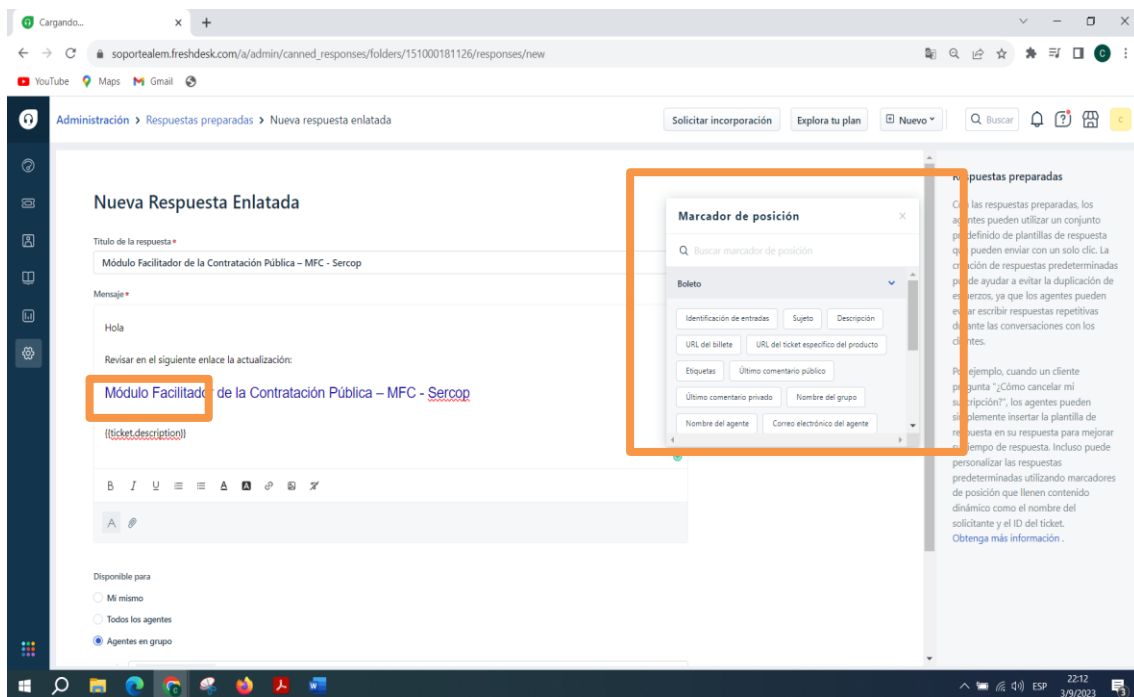 Cargando...
soportealem.freshdesk.com/a/admin/canned_responses/folders/151000181126/responses/new
YouTube Maps Gmail
Administración > Respuestas preparadas > Nueva respuesta enlatada
Solicitar incorporación Explora tu plan Nuevo Buscar
C
Nueva Respuesta Enlatada
Título de la respuesta*
Módulo Facilitador de la Contratación Pública – MFC - Sercop
Mensaje*
Hola
Revisar en el siguiente enlace la actualización:
Módulo Facilitador de la Contratación Pública – MFC - Sercop
{{ticket.description}}
B I U
A
Disponible para
Mi mismo
Todos los agentes
Agentes en grupo
Marcador de posición
Buscar marcador de posición
Boleto
Identificación de entradas Sujeto Descripción
URL del billete URL del ticket específico del producto
Etiquetas Último comentario público
Último comentario privado Nombre del grupo
Nombre del agente Correo electrónico del agente
Respuestas preparadas
Con las respuestas preparadas, los
agentes pueden utilizar un conjunto
predefinido de plantillas de respuesta
que pueden enviar con un solo clic. La
creación de respuestas predeterminadas
puede ayudar a evitar la duplicación de
esfuerzos, ya que los agentes pueden
evitar escribir respuestas repetitivas
durante las conversaciones con los
clientes.
Por ejemplo, cuando un cliente
pregunta "¿Cómo cancelar mi
suscripción?", los agentes pueden
simplemente insertar la plantilla de
respuesta en su respuesta para mejorar
su tiempo de respuesta. Incluso puede
personalizar las respuestas
predeterminadas utilizando marcadores
de posición que llenen contenido
dinámico como el nombre del
solicitante y el ID del ticket.
Obtenga más información .
ESP
22:12
3/9/2023